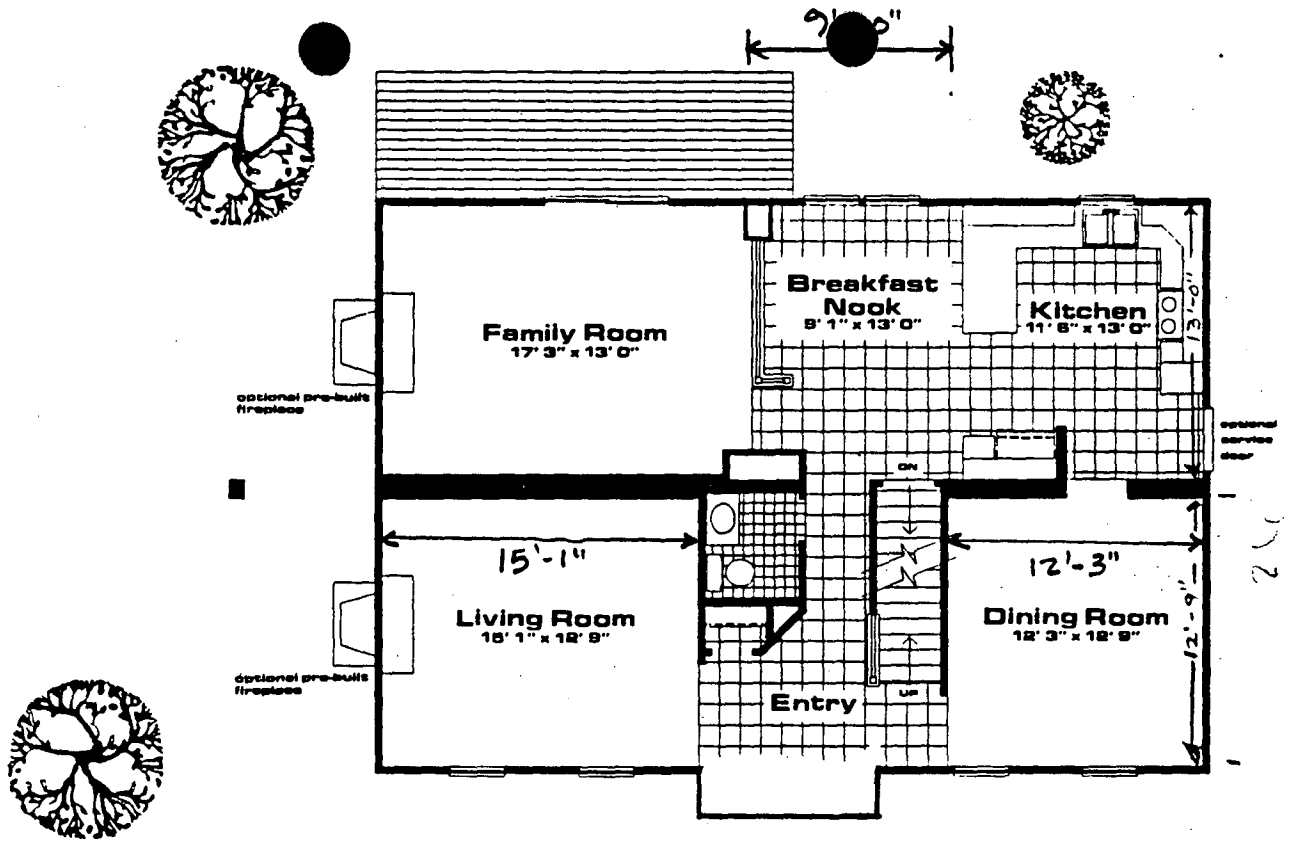 Breakfast
Nook
9' 1" x 13' 0"
Kitchen
11' 6" x 13' 0"
13'-0"
Family Room
17' 3" x 13' 0"
optional pre-built
fireplace
optional
service
door
DN
15'-1"
12'-3"
Living Room
15' 1" x 12' 9"
Dining Room
12' 3" x 12' 9"
12'-9"
optional pre-built
fireplace
UP
Entry